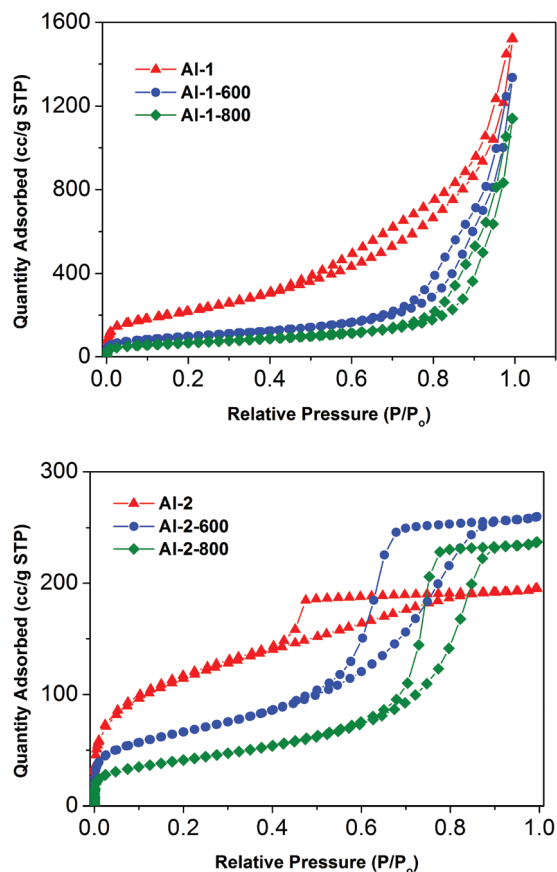 1600
1200
800
400
0
Quantity Adsorbed (cc/g STP)
Al-1
Al-1-600
Al-1-800
0.0 0.2 0.4 0.6 0.8 1.0
Relative Pressure (P/Po)
300
200
100
0
Quantity Adsorbed (cc/g STP)
Al-2
Al-2-600
Al-2-800
0.0 0.2 0.4 0.6 0.8 1.0
Relative Pressure (P/Po)